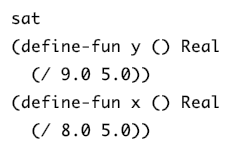 sat
(define-fun y () Real
  (/ 9.0 5.0))
(define-fun x () Real
  (/ 8.0 5.0))